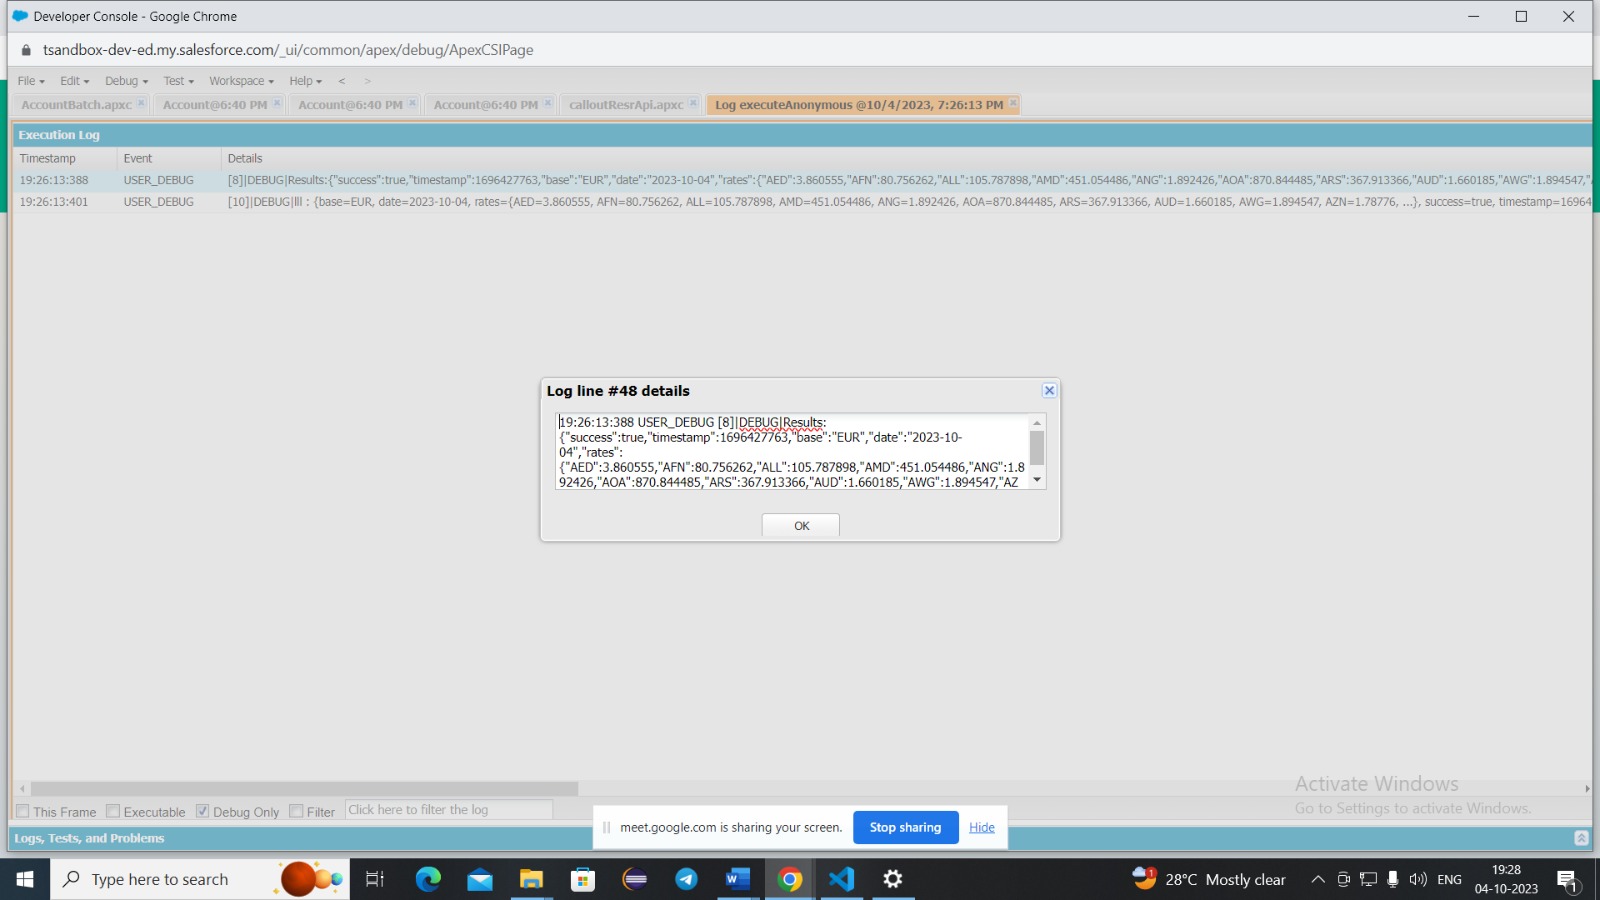 Developer Console - Google Chrome
tsandbox-dev-ed.my.salesforce.com/_ui/common/apex/debug/ApexCSIPage
File Edit Debug Test Workspace Help < >
AccountBatch.apxc Account@6:40 PM Account@6:40 PM Account@6:40 PM calloutResrApi.apxc Log executeAnonymous @10/4/2023, 7:26:13 PM
Execution Log
Timestamp Event Details
19:26:13:388 USER_DEBUG [8]|DEBUG|Results:{"success":true,"timestamp":1696427763,"base":"EUR","date":"2023-10-04","rates":{"AED":3.860555,"AFN":80.756262,"ALL":105.787898,"AMD":451.054486,"ANG":1.892426,"AOA":870.844485,"ARS":367.913366,"AUD":1.660185,"AWG":1.894547,
19:26:13:401 USER_DEBUG [10]|DEBUG|lll : {base=EUR, date=2023-10-04, rates={AED=3.860555, AFN=80.756262, ALL=105.787898, AMD=451.054486, ANG=1.892426, AOA=870.844485, ARS=367.913366, AUD=1.660185, AWG=1.894547, AZN=1.78776, ...}, success=true, timestamp=16964
Log line #48 details
19:26:13:388 USER_DEBUG [8]|DEBUG|Results:
{"success":true,"timestamp":1696427763,"base":"EUR","date":"2023-10-
04","rates":
{"AED":3.860555,"AFN":80.756262,"ALL":105.787898,"AMD":451.054486,"ANG":1.8
92426,"AOA":870.844485,"ARS":367.913366,"AUD":1.660185,"AWG":1.894547,"AZ
OK
Activate Windows
Go to Settings to activate Windows.
This Frame Executable Debug Only Filter Click here to filter the log
meet.google.com is sharing your screen. Stop sharing Hide
Logs, Tests, and Problems
Type here to search
28°C Mostly clear
ENG
19:28
04-10-2023
1